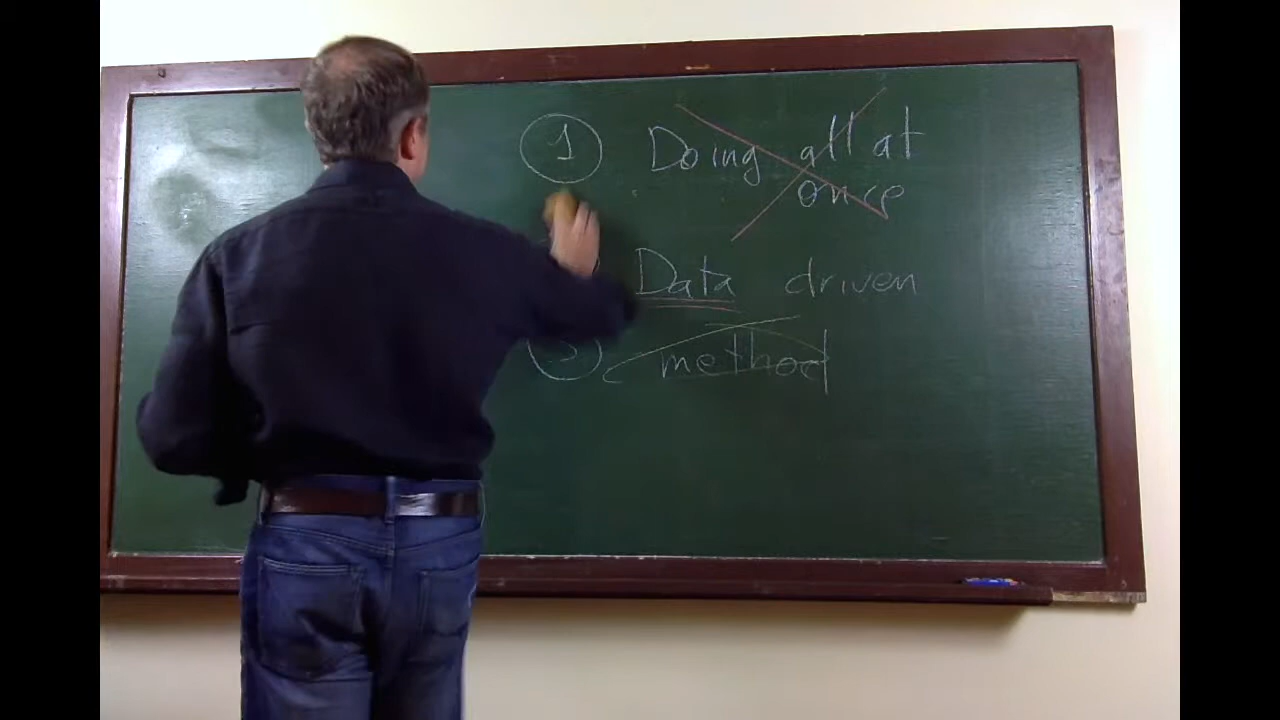 1 Doing all at
once
Data driven
method